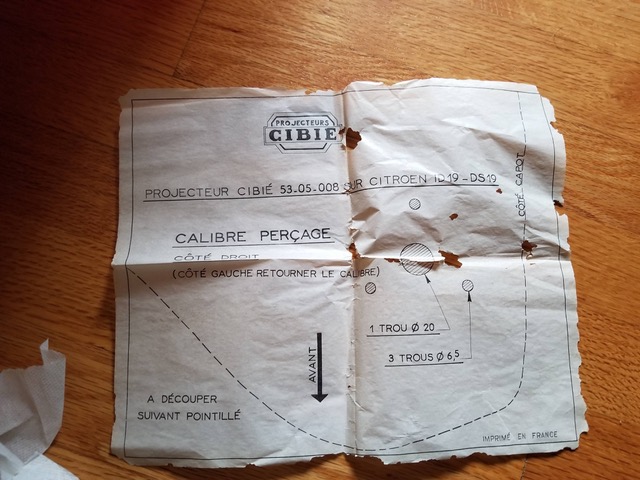 PROJECTEURS
CIBIE
PROJECTEUR CIBIÉ 53.05.008 SUR CITROEN ID19-DS19
CÔTÉ CAPOT
CALIBRE PERÇAGE
CÔTÉ DROIT
(CÔTÉ GAUCHE RETOURNER LE CALIBRE)
1 TROU Ø 20
3 TROUS Ø 6,5
AVANT
A DÉCOUPER
SUIVANT POINTILLÉ
IMPRIMÉ EN FRANCE